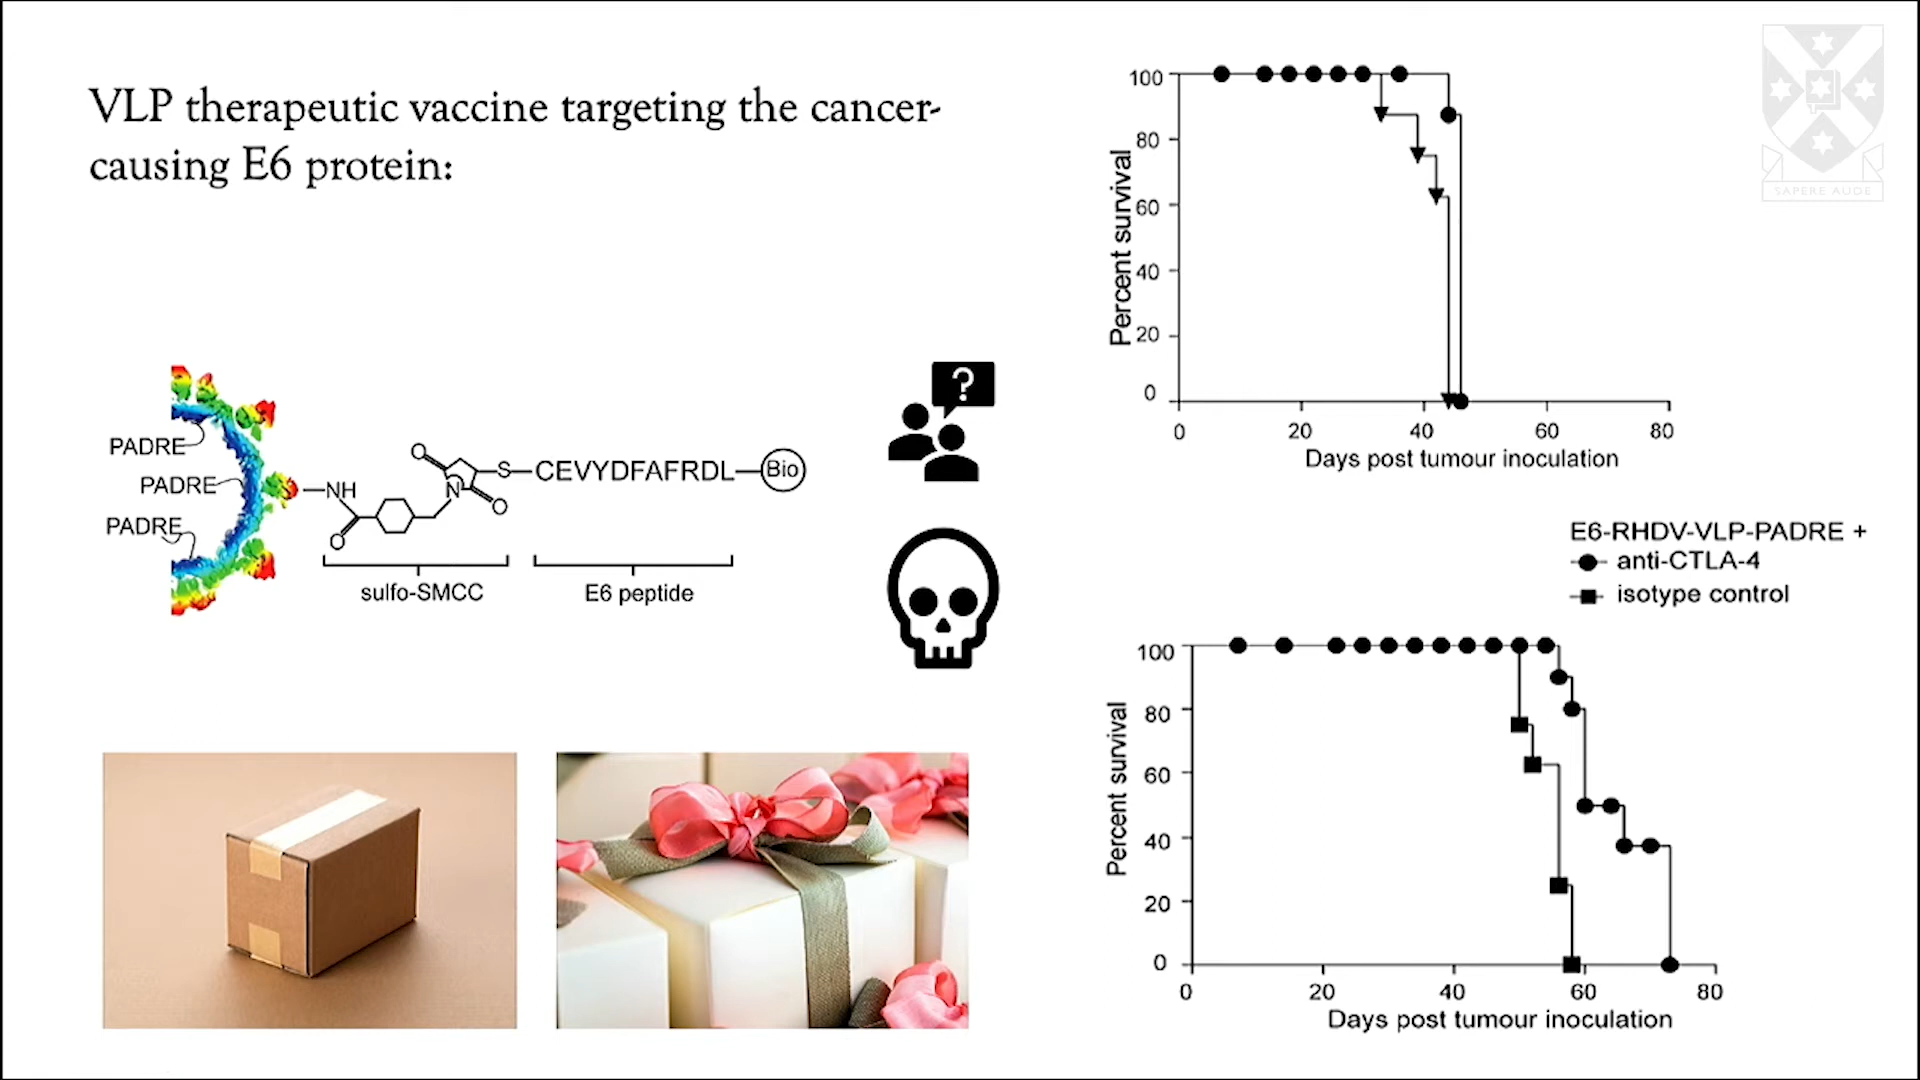 VLP therapeutic vaccine targeting the cancer-
causing E6 protein:
PADRE
PADRE
PADRE
NH
O
O
N
O
S
CEVYDFAFRDL
Bio
sulfo-SMCC
E6 peptide
?
Percent survival
100
80
60
40
20
0
0 20 40 60 80
Days post tumour inoculation
SAPERE AUDE
E6-RHDV-VLP-PADRE +
anti-CTLA-4
isotype control
Percent survival
100
80
60
40
20
0
0 20 40 60 80
Days post tumour inoculation